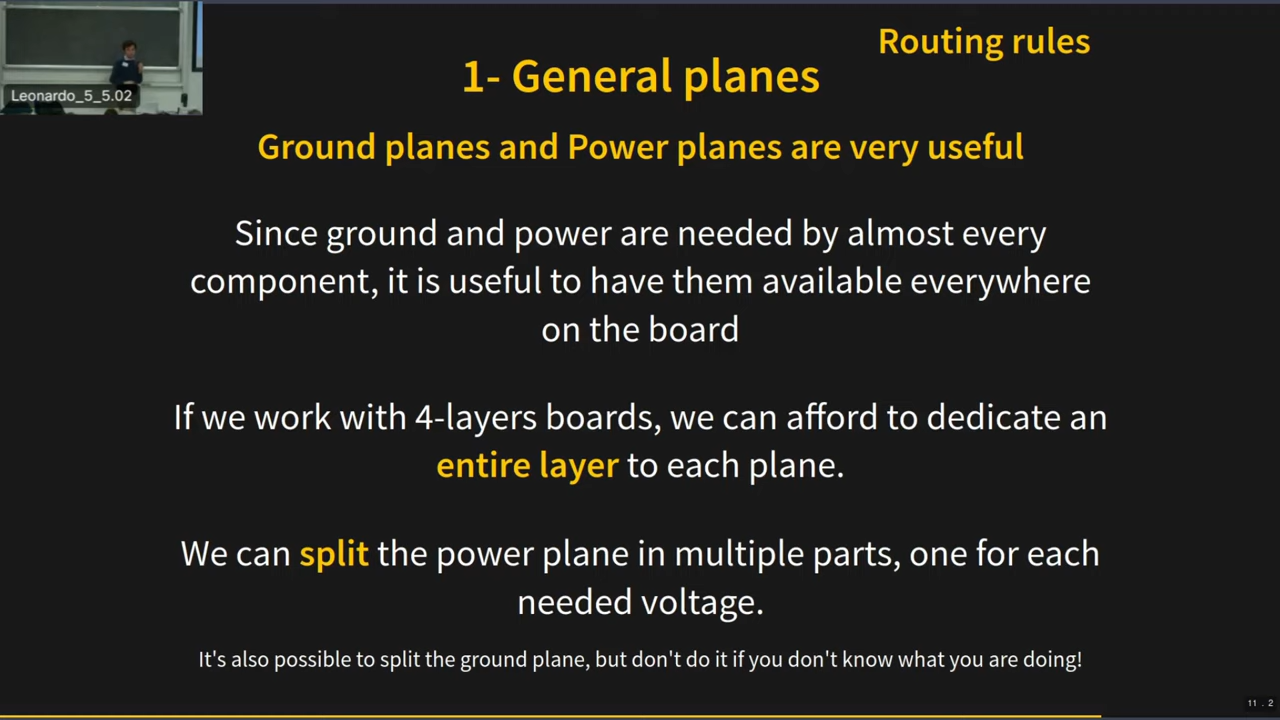 Leonardo_5_5.02
Routing rules
1- General planes
Ground planes and Power planes are very useful
Since ground and power are needed by almost every
component, it is useful to have them available everywhere
on the board
If we work with 4-layers boards, we can afford to dedicate an
entire layer to each plane.
We can split the power plane in multiple parts, one for each
needed voltage.
It's also possible to split the ground plane, but don't do it if you don't know what you are doing!
11.2